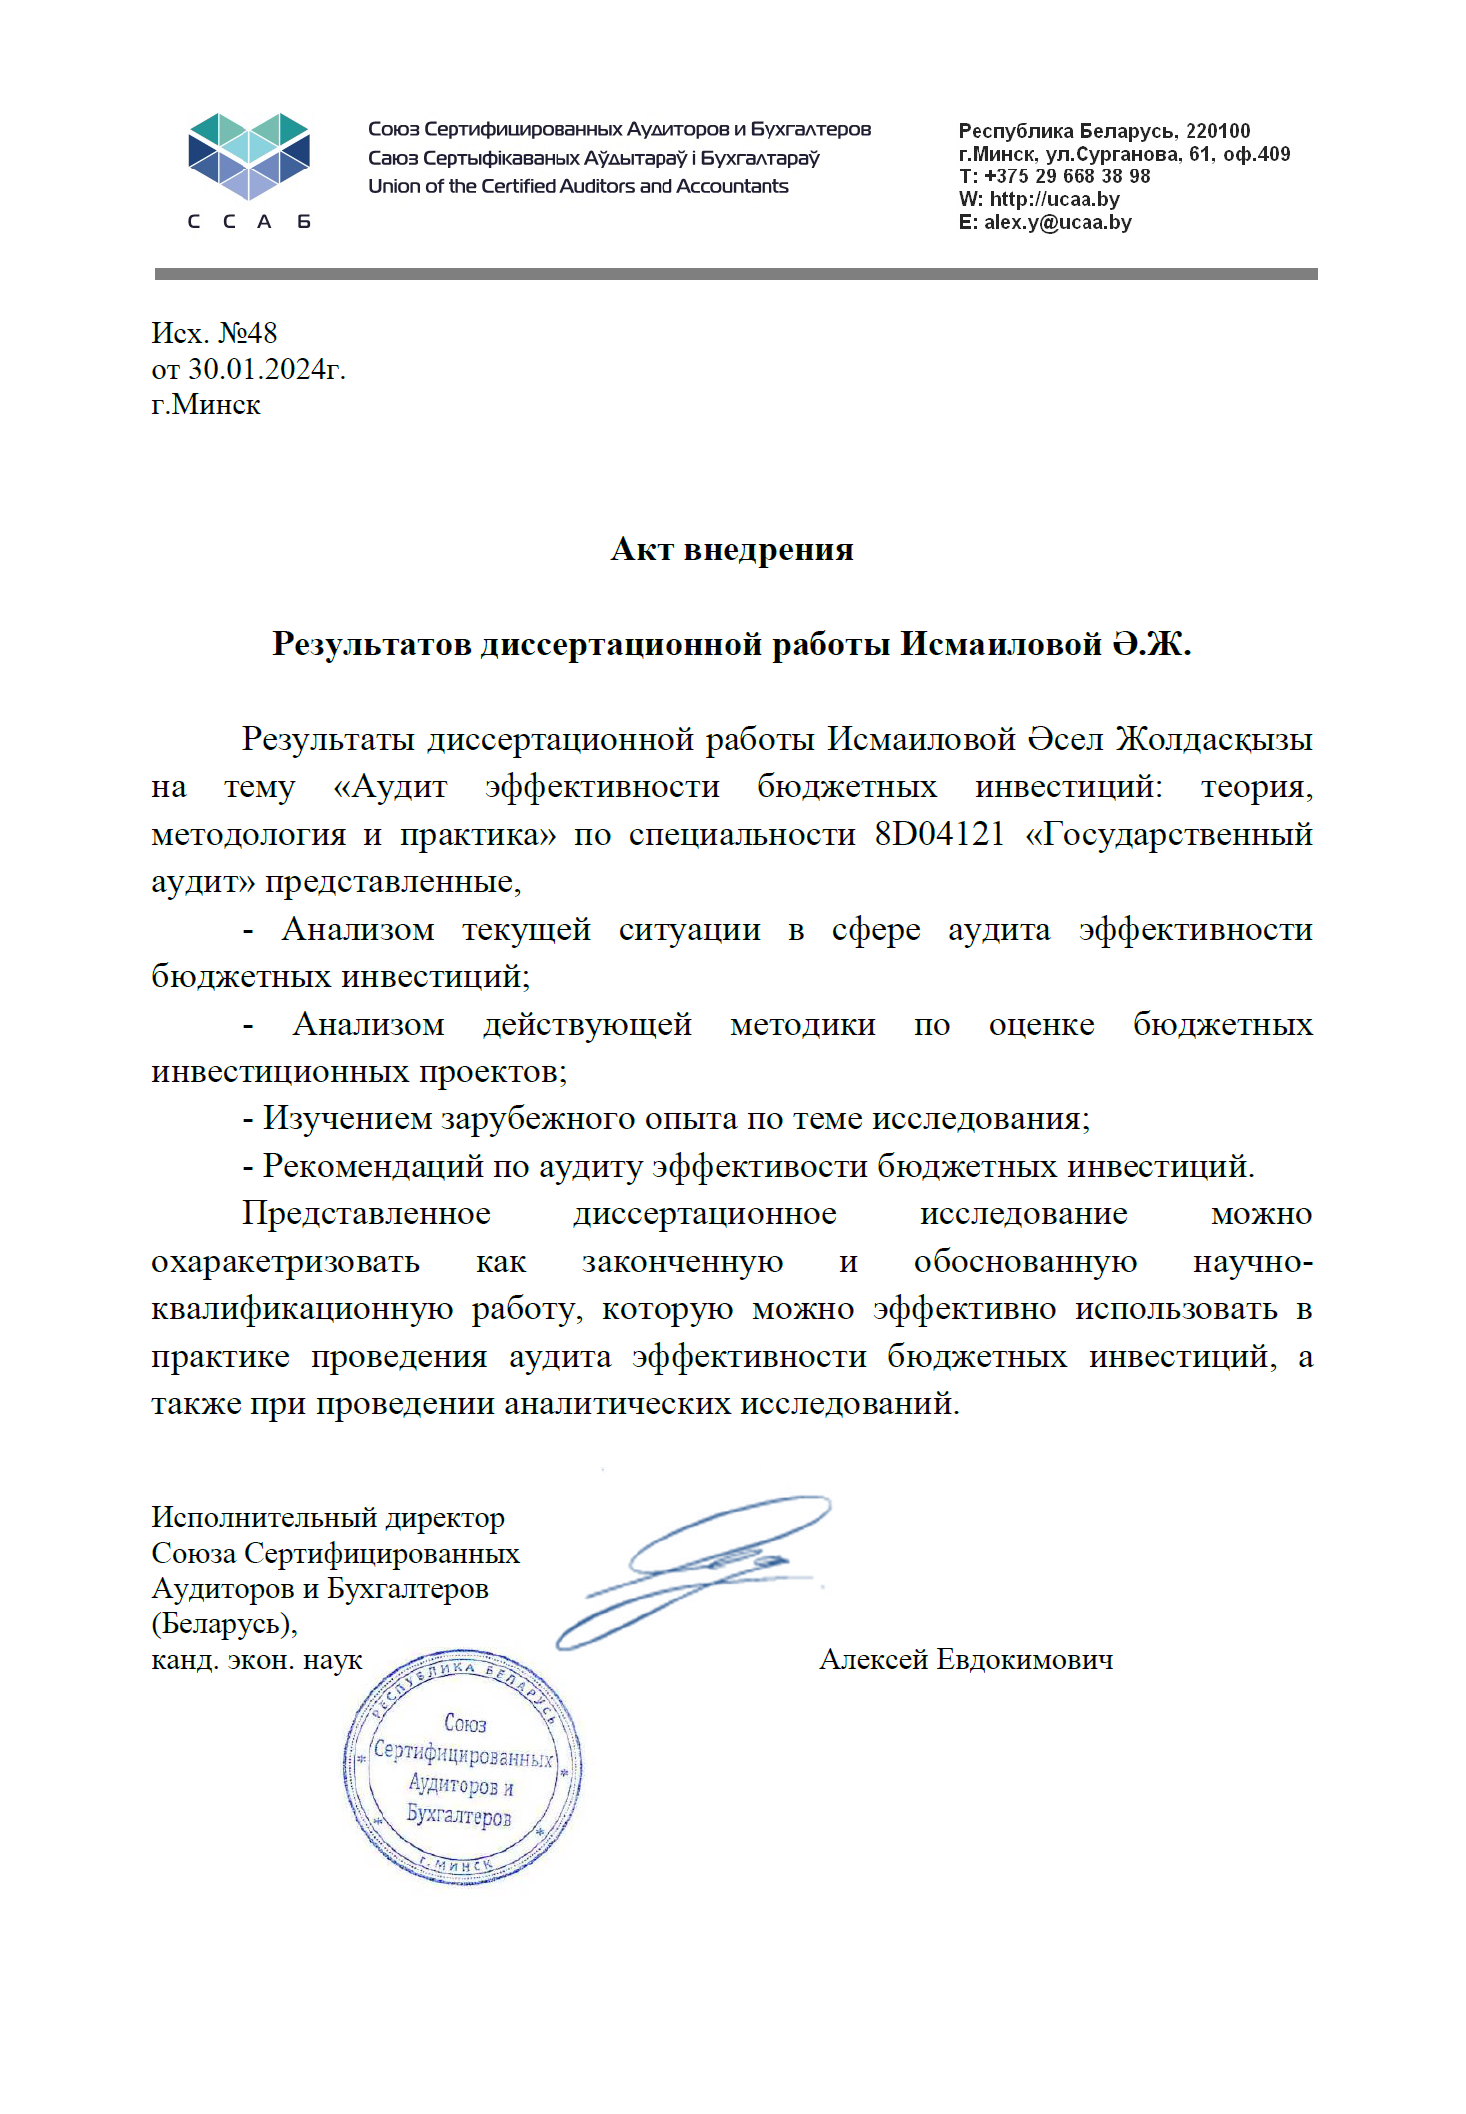 ССАБ
Союз Сертифицированных Аудиторов и Бухгалтеров
Саюз Сертыфікаваных Аўдытараў і Бухгалтараў
Union of the Certified Auditors and Accountants
Республика Беларусь, 220100
г.Минск, ул.Сурганова, 61, оф.409
T: +375 29 668 38 98
W: http://ucaa.by
E: alex.y@ucaa.by
Исх. №48
от 30.01.2024г.
г.Минск
Акт внедрения
Результатов диссертационной работы Исмаиловой Ә.Ж.
Результаты диссертационной работы Исмаиловой Әсел Жолдасқызы
на тему «Аудит эффективности бюджетных инвестиций: теория,
методология и практика» по специальности 8D04121 «Государственный
аудит» представленные,
- Анализом текущей ситуации в сфере аудита эффективности
бюджетных инвестиций;
- Анализом действующей методики по оценке бюджетных
инвестиционных проектов;
- Изучением зарубежного опыта по теме исследования;
- Рекомендаций по аудиту эффективости бюджетных инвестиций.
Представленное диссертационное исследование можно
охаракетризовать как законченную и обоснованную научно-
квалификационную работу, которую можно эффективно использовать в
практике проведения аудита эффективности бюджетных инвестиций, а
также при проведении аналитических исследований.
Исполнительный директор
Союза Сертифицированных
Аудиторов и Бухгалтеров
(Беларусь),
канд. экон. наук
Алексей Евдокимович
РЕСПУБЛИКА БЕЛАРУСЬ
Союз
Сертифицированных
Аудиторов и
Бухгалтеров
г. МИНСК